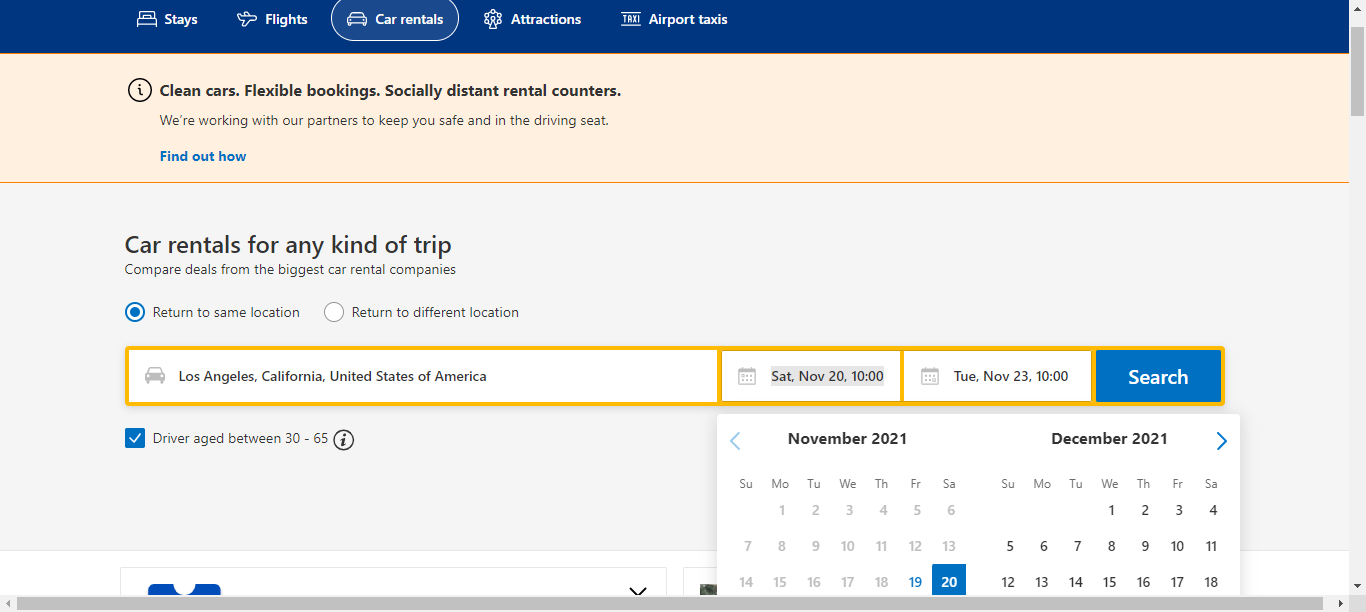 Stays Flights Car rentals Attractions TAXI Airport taxis
Clean cars. Flexible bookings. Socially distant rental counters.
We're working with our partners to keep you safe and in the driving seat.
Find out how
Car rentals for any kind of trip
Compare deals from the biggest car rental companies
Return to same location Return to different location
Los Angeles, California, United States of America Sat, Nov 20, 10:00 Tue, Nov 23, 10:00 Search
Driver aged between 30 - 65
November 2021 December 2021
Su Mo Tu We Th Fr Sa Su Mo Tu We Th Fr Sa
1 2 3 4 5 6 1 2 3 4
7 8 9 10 11 12 13 5 6 7 8 9 10 11
14 15 16 17 18 19 20 12 13 14 15 16 17 18